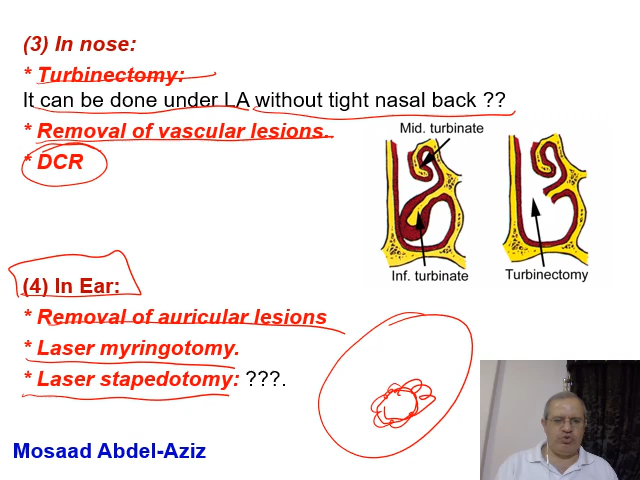 (3) In nose:
* Turbinectomy:
It can be done under LA without tight nasal back ??
* Removal of vascular lesions.
* DCR
Mid. turbinate
Inf. turbinate
Turbinectomy
(4) In Ear:
* Removal of auricular lesions
* Laser myringotomy.
* Laser stapedotomy: ???.
Mosaad Abdel-Aziz